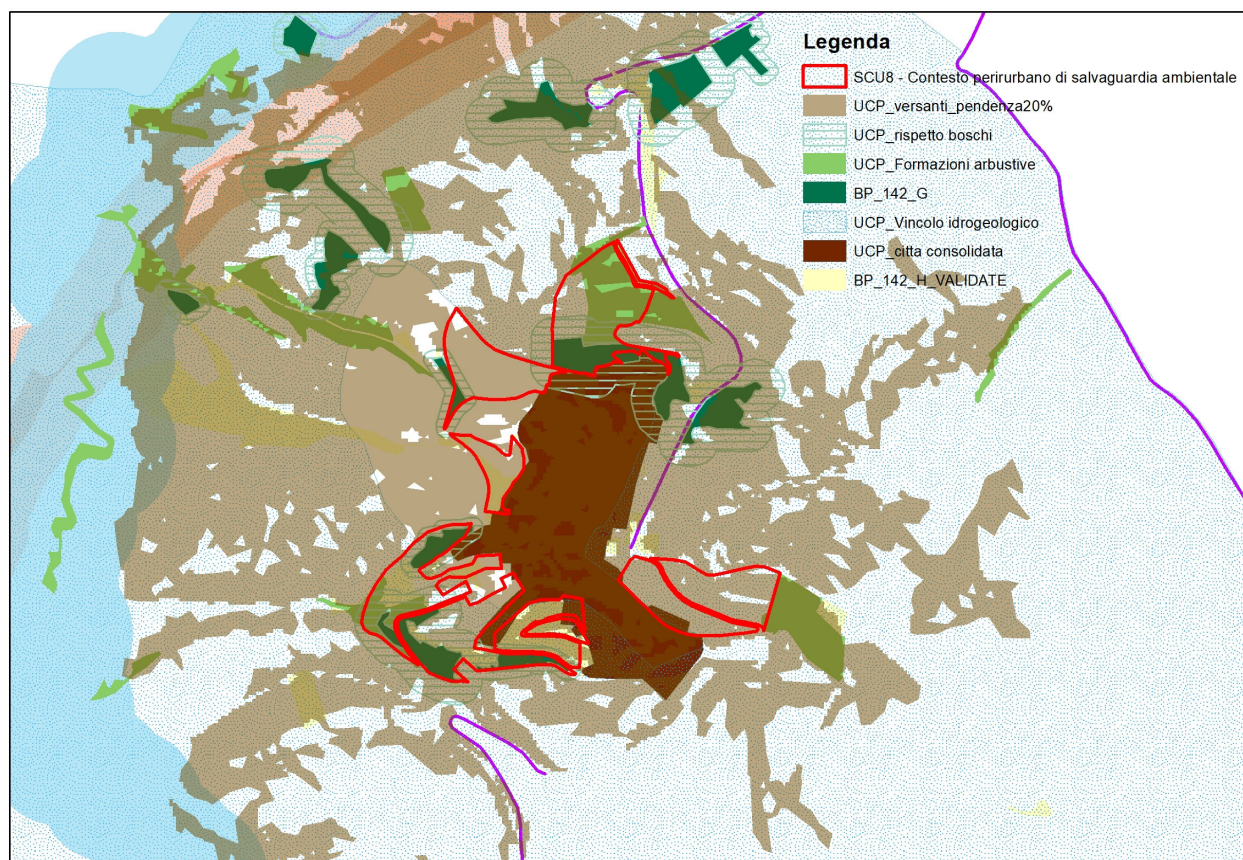 Legenda
SCU8 - Contesto perirurbano di salvaguardia ambientale
UCP_versanti_pendenza20%
UCP_rispetto boschi
UCP_Formazioni arbustive
BP_142_G
UCP_Vincolo idrogeologico
UCP_citta consolidata
BP_142_H_VALIDATE